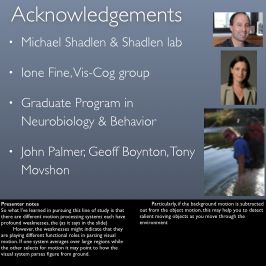 Acknowledgements
• Michael Shadlen & Shadlen lab
• Ione Fine, Vis-Cog group
• Graduate Program in
Neurobiology & Behavior
• John Palmer, Geoff Boynton, Tony
Movshon
Presenter notes
So what I've learned in pursuing this line of study is that
there are different motion processing systems each have
profound weaknesses, the (as it says in the slide)
However, the weaknesses might indicate that they
are playing different functional roles in parsing visual
motion. If one system averages over large regions while
the other selects for motion it may point to how the
visual system parses figure from ground.
Particularly, if the background motion is subtracted
out from the object motion, this may help you to detect
salient moving objects as you move through the
environment